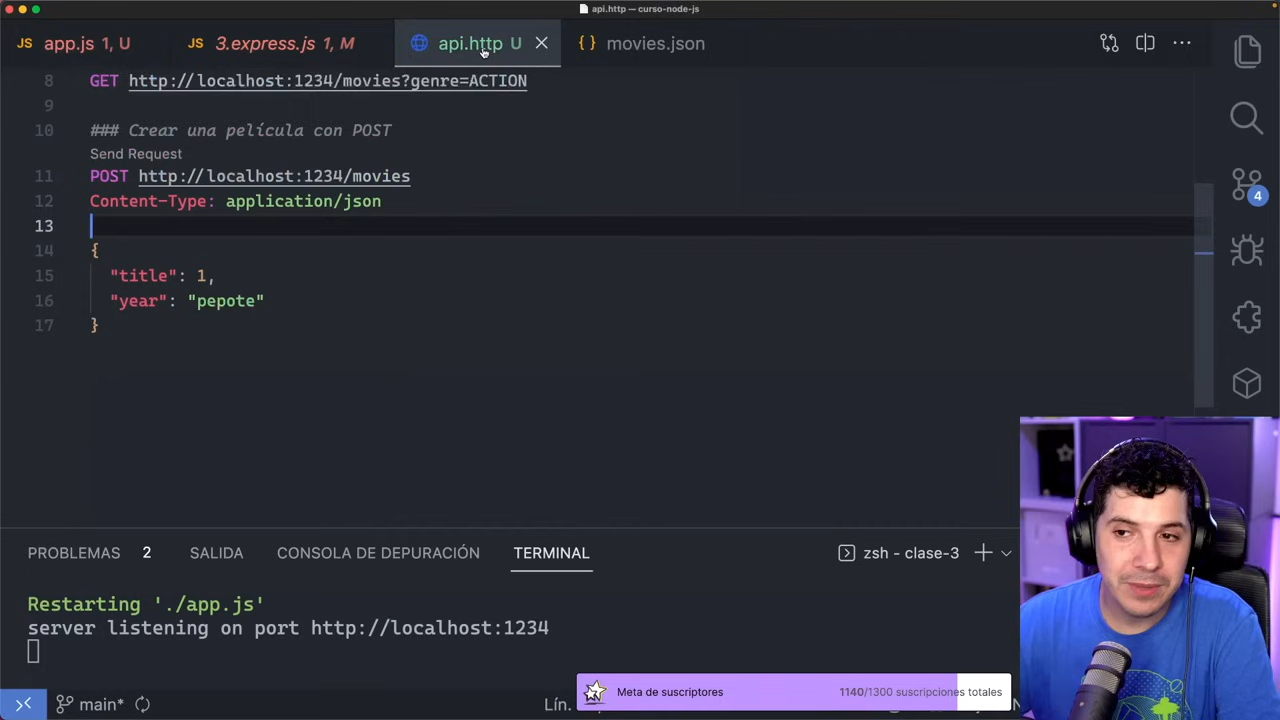 api.http — curso-node-js
JS app.js 1, U
JS 3.express.js 1, M
api.http U
{ } movies.json
8 GET http://localhost:1234/movies?genre=ACTION
9
10 ### Crear una película con POST
Send Request
11 POST http://localhost:1234/movies
12 Content-Type: application/json
13
14 {
15 "title": 1,
16 "year": "pepote"
17 }
4
PROBLEMAS 2 SALIDA CONSOLA DE DEPURACIÓN TERMINAL zsh - clase-3
Restarting './app.js'
server listening on port http://localhost:1234
main* Lín.
Meta de suscriptores 1140/1300 suscripciones totales